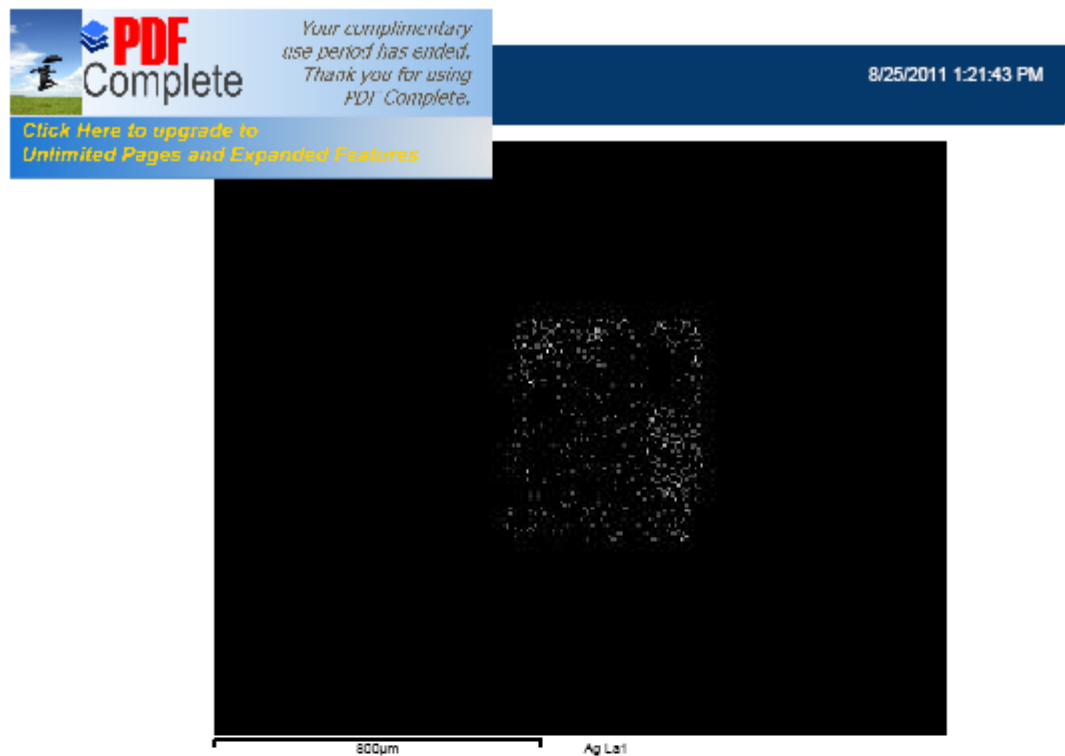 PDF
Complete
Your complimentary
use period has ended.
Thank you for using
PDF Complete.
Click Here to upgrade to
Unlimited Pages and Expanded Features
8/25/2011 1:21:43 PM
800µm
Ag La1